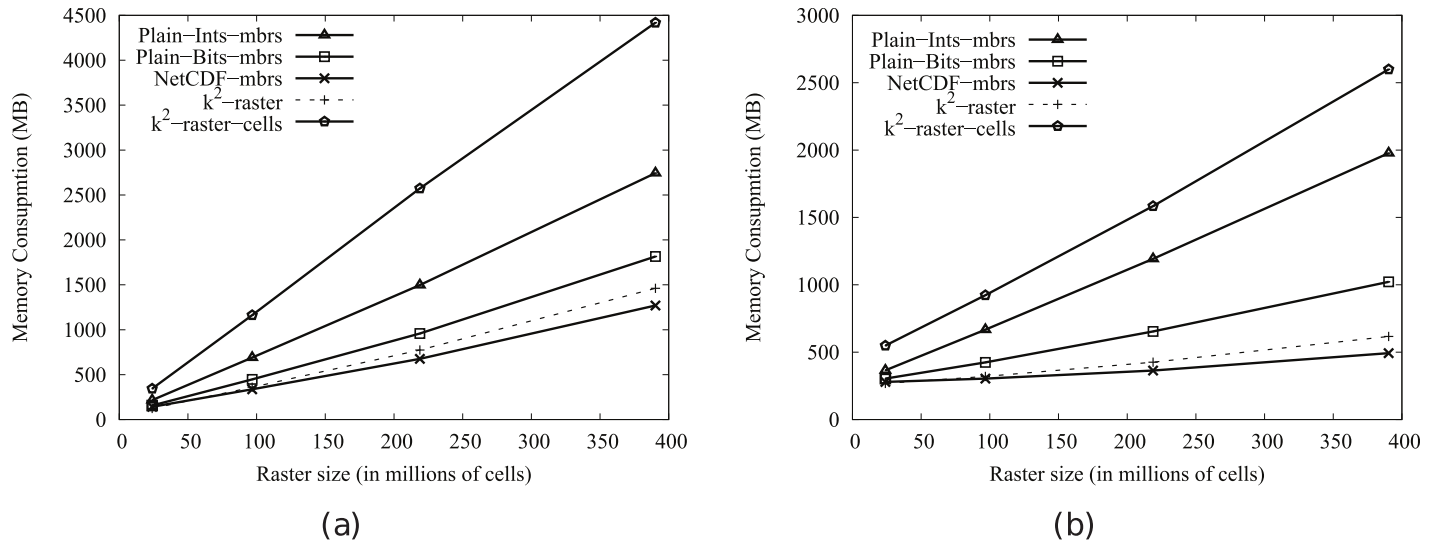 4500
4000
3500
3000
2500
2000
1500
1000
500
0
Memory Consupmtion (MB)
Plain−Ints−mbrs
Plain−Bits−mbrs
NetCDF−mbrs
k²−raster
k²−raster−cells
0 50 100 150 200 250 300 350 400
Raster size (in millions of cells)
(a)
3000
2500
2000
1500
1000
500
0
Memory Consupmtion (MB)
Plain−Ints−mbrs
Plain−Bits−mbrs
NetCDF−mbrs
k²−raster
k²−raster−cells
0 50 100 150 200 250 300 350 400
Raster size (in millions of cells)
(b)